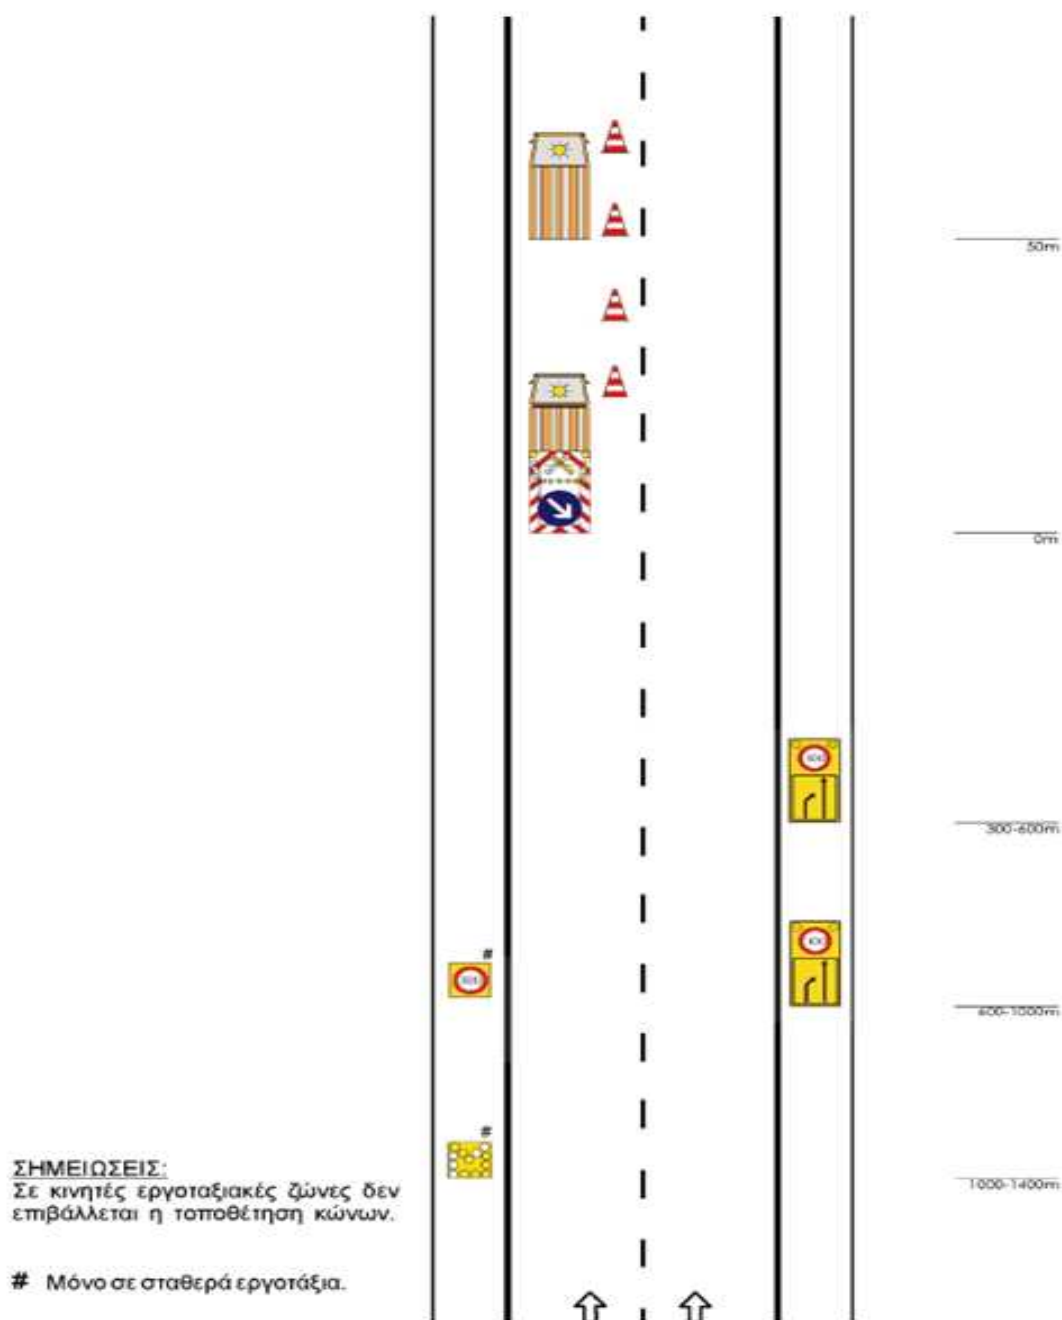 50m
0m
300-600m
#
600-1000m
#
1000-1400m
ΣΗΜΕΙΩΣΕΙΣ:
Σε κινητές εργοταξιακές ζώνες δεν
επιβάλλεται η τοποθέτηση κώνων.
# Μόνο σε σταθερά εργοτάξια.